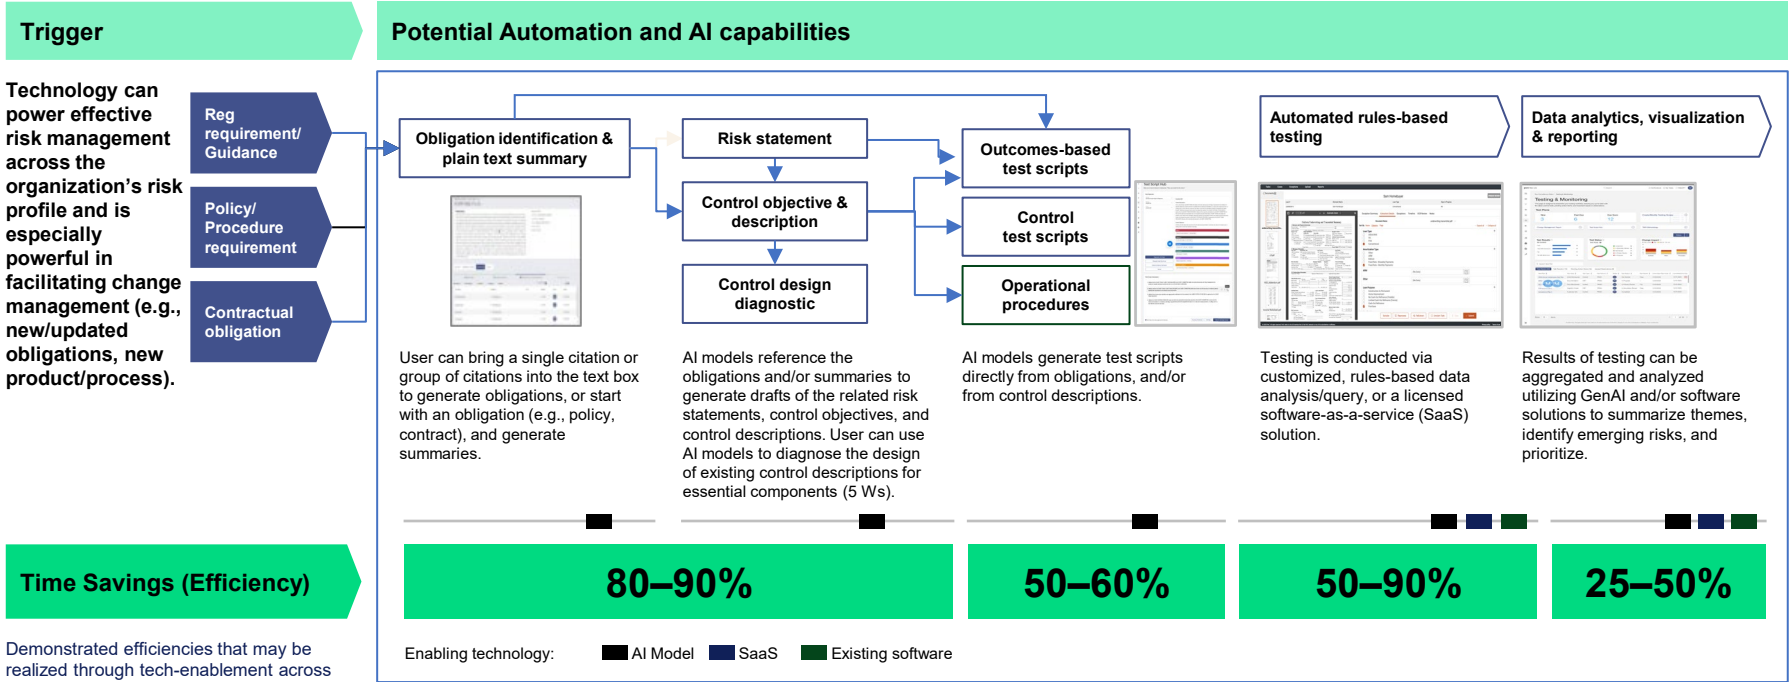 Trigger
Potential Automation and AI capabilities
Technology can
power effective
risk management
across the
organization's risk
profile and is
especially
powerful in
facilitating change
management (e.g.,
new/updated
obligations, new
product/process).
Reg
requirement/
Guidance
Policy/
Procedure
requirement
Contractual
obligation
Obligation identification &
plain text summary
Risk statement
Control objective &
description
Control design
diagnostic
Outcomes-based
test scripts
Control
test scripts
Operational
procedures
Automated rules-based
testing
Data analytics, visualization
& reporting
Testing & Monitoring
User can bring a single citation or
group of citations into the text box
to generate obligations, or start
with an obligation (e.g., policy,
contract), and generate
summaries.
AI models reference the
obligations and/or summaries to
generate drafts of the related risk
statements, control objectives, and
control descriptions. User can use
AI models to diagnose the design
of existing control descriptions for
essential components (5 Ws).
AI models generate test scripts
directly from obligations, and/or
from control descriptions.
Testing is conducted via
customized, rules-based data
analysis/query, or a licensed
software-as-a-service (SaaS)
solution.
Results of testing can be
aggregated and analyzed
utilizing GenAI and/or software
solutions to summarize themes,
identify emerging risks, and
prioritize.
Time Savings (Efficiency)
80–90%
50–60%
50–90%
25–50%
Demonstrated efficiencies that may be
realized through tech-enablement across
Enabling technology:
AI Model
SaaS
Existing software